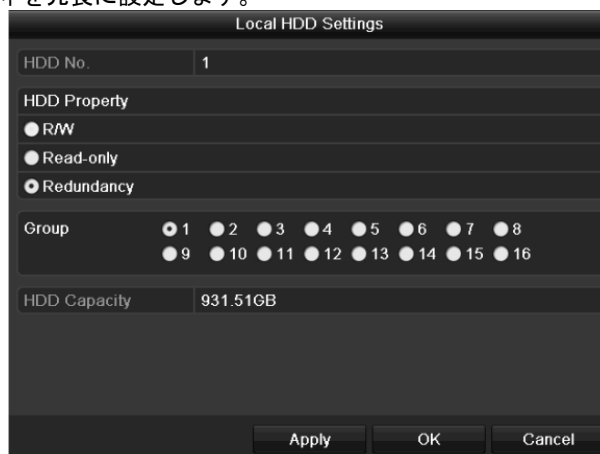 を冗長に設定します。
Local HDD Settings
HDD No. 1
HDD Property
R/W
Read-only
Redundancy
Group 1 2 3 4 5 6 7 8
9 10 11 12 13 14 15 16
HDD Capacity 931.51GB
Apply OK Cancel